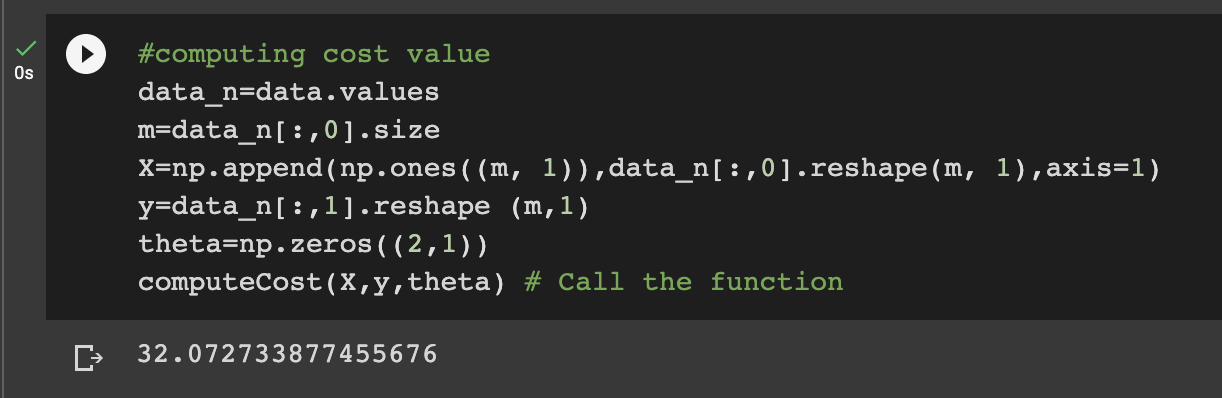 #computing cost value
0s
data_n=data.values
m=data_n[:,0].size
X=np.append(np.ones((m, 1)),data_n[:,0].reshape(m, 1),axis=1)
y=data_n[:,1].reshape (m,1)
theta=np.zeros((2,1))
computeCost(X,y,theta) # Call the function
32.072733877455676